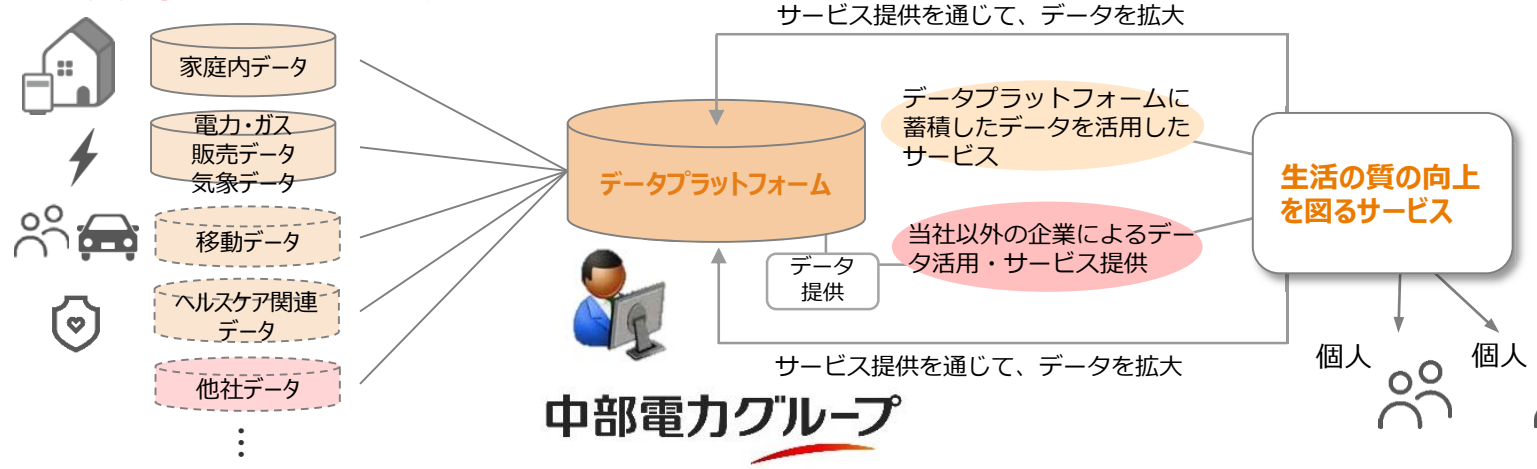 サービス提供を通じて、データを拡大
家庭内データ
電力・ガス
販売データ
気象データ
移動データ
ヘルスケア関連
データ
他社データ
⋮
データプラットフォーム
データ
提供
中部電力グループ
データプラットフォームに
蓄積したデータを活用した
サービス
当社以外の企業によるデー
タ活用・サービス提供
サービス提供を通じて、データを拡大
生活の質の向上
を図るサービス
個人
個人